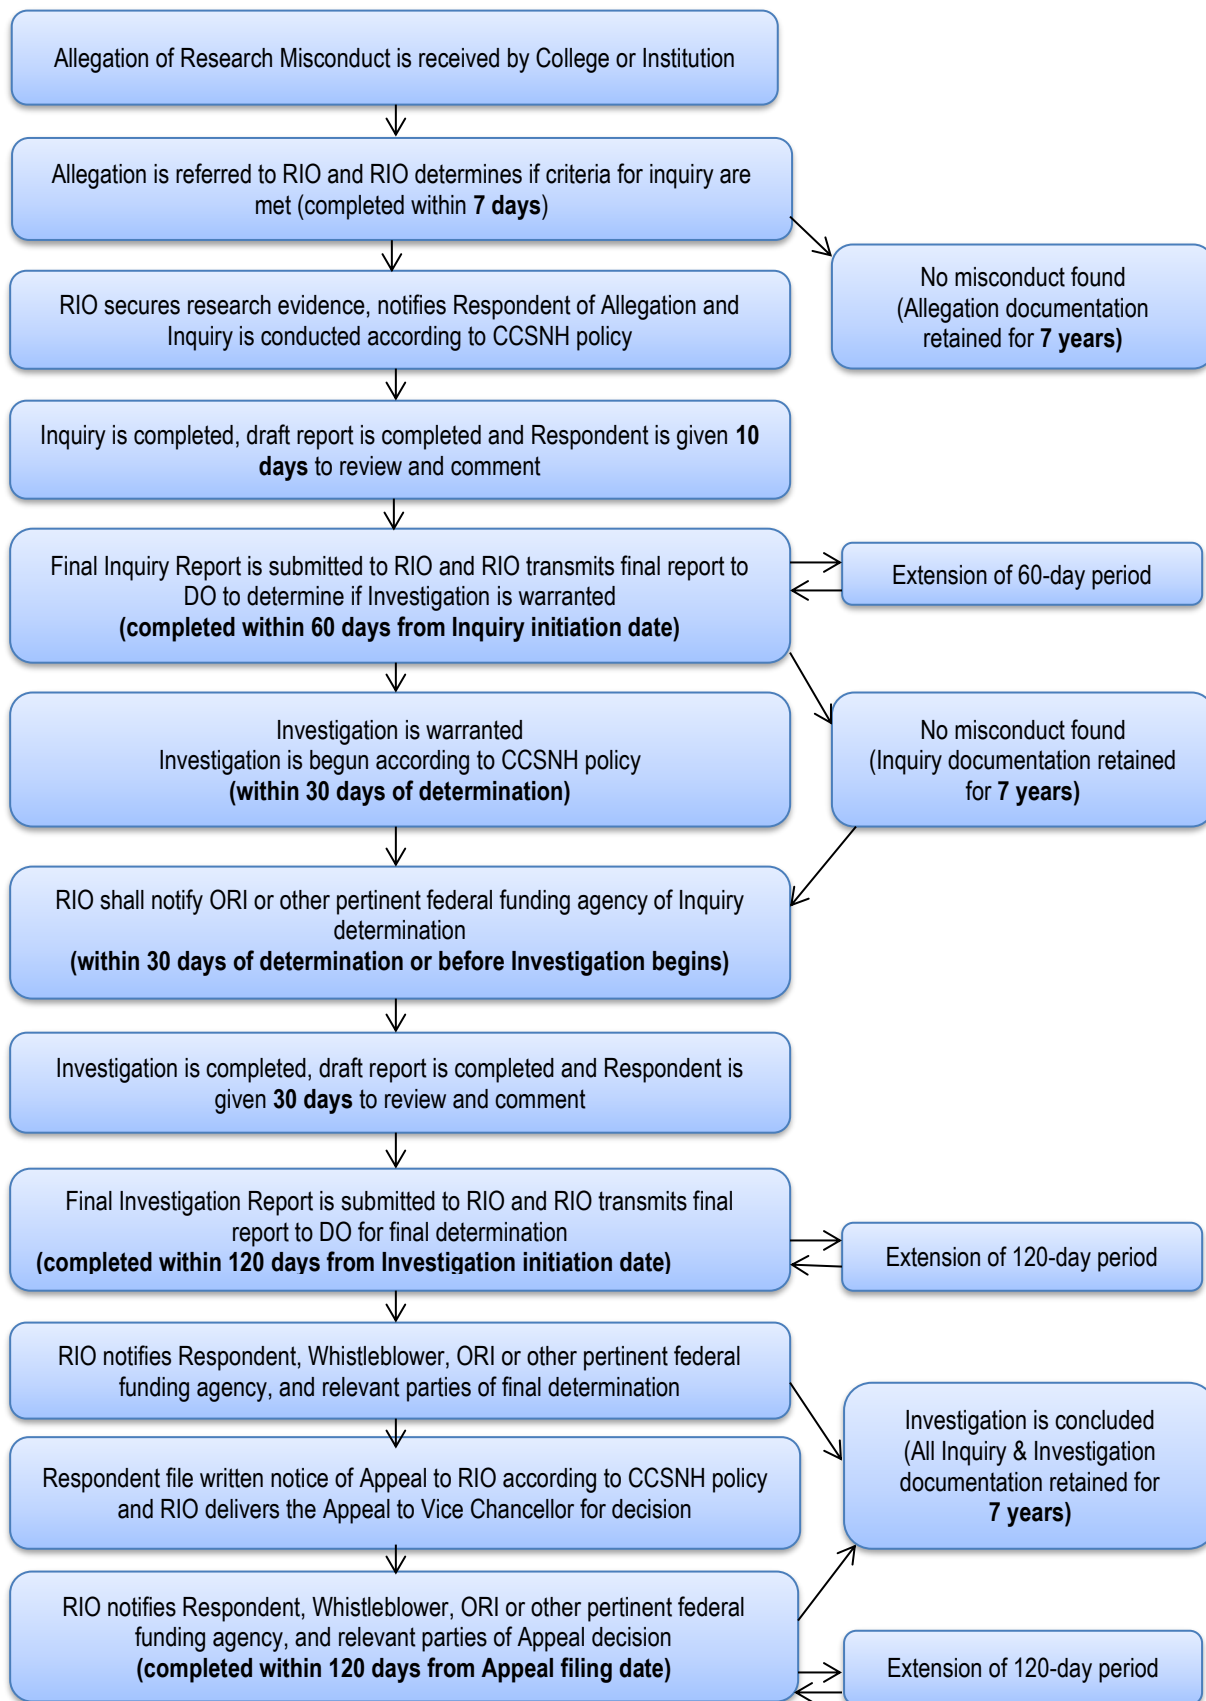 Allegation of Research Misconduct is received by College or Institution
Allegation is referred to RIO and RIO determines if criteria for inquiry are
met (completed within 7 days)
No misconduct found
(Allegation documentation
retained for 7 years)
RIO secures research evidence, notifies Respondent of Allegation and
Inquiry is conducted according to CCSNH policy
Inquiry is completed, draft report is completed and Respondent is given 10
days to review and comment
Final Inquiry Report is submitted to RIO and RIO transmits final report to
DO to determine if Investigation is warranted
(completed within 60 days from Inquiry initiation date)
Extension of 60-day period
Investigation is warranted
Investigation is begun according to CCSNH policy
(within 30 days of determination)
No misconduct found
(Inquiry documentation retained
for 7 years)
RIO shall notify ORI or other pertinent federal funding agency of Inquiry
determination
(within 30 days of determination or before Investigation begins)
Investigation is completed, draft report is completed and Respondent is
given 30 days to review and comment
Final Investigation Report is submitted to RIO and RIO transmits final
report to DO for final determination
(completed within 120 days from Investigation initiation date)
Extension of 120-day period
RIO notifies Respondent, Whistleblower, ORI or other pertinent federal
funding agency, and relevant parties of final determination
Investigation is concluded
(All Inquiry & Investigation
documentation retained for
7 years)
Respondent file written notice of Appeal to RIO according to CCSNH policy
and RIO delivers the Appeal to Vice Chancellor for decision
RIO notifies Respondent, Whistleblower, ORI or other pertinent federal
funding agency, and relevant parties of Appeal decision
(completed within 120 days from Appeal filing date)
Extension of 120-day period